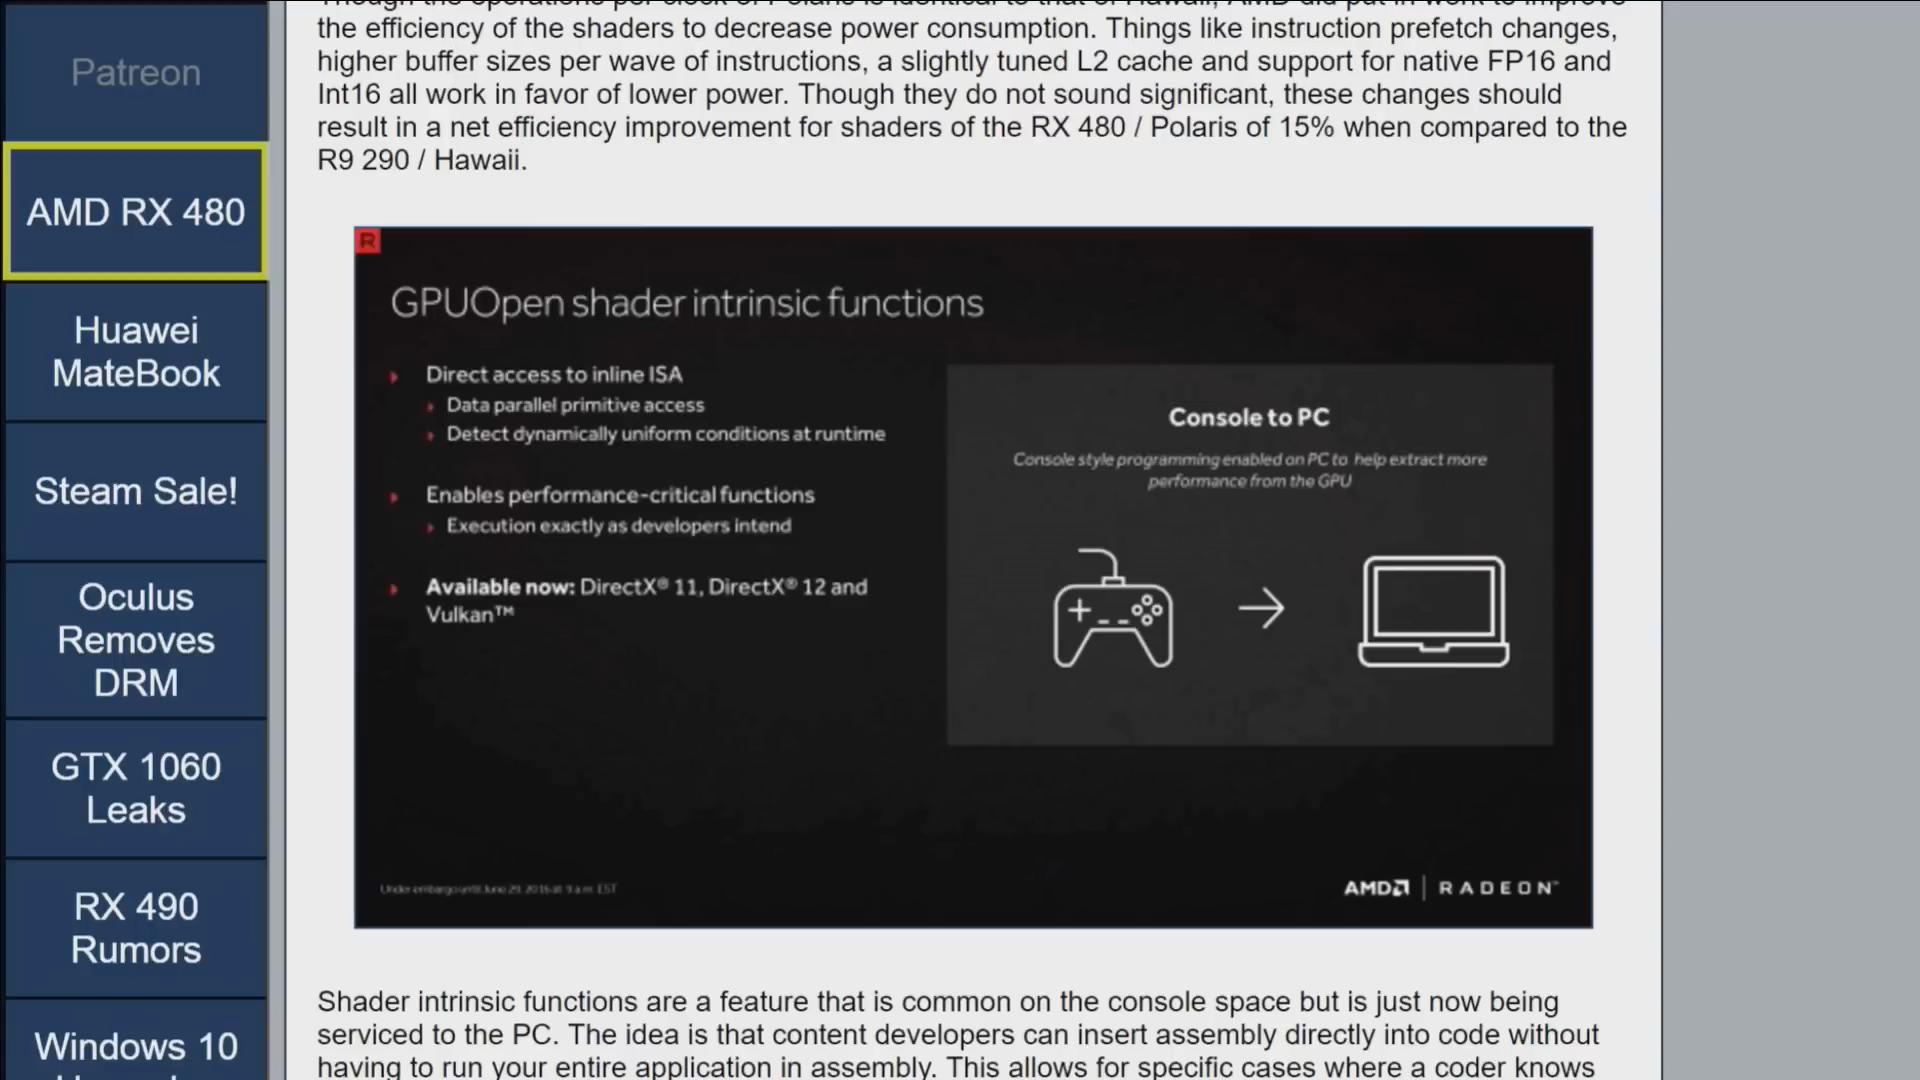 Patreon
AMD RX 480
Huawei
MateBook
Steam Sale!
Oculus
Removes
DRM
GTX 1060
Leaks
RX 490
Rumors
Windows 10
the efficiency of the shaders to decrease power consumption. Things like instruction prefetch changes,
higher buffer sizes per wave of instructions, a slightly tuned L2 cache and support for native FP16 and
Int16 all work in favor of lower power. Though they do not sound significant, these changes should
result in a net efficiency improvement for shaders of the RX 480 / Polaris of 15% when compared to the
R9 290 / Hawaii.
R
GPUOpen shader intrinsic functions
Direct access to inline ISA
Data parallel primitive access
Detect dynamically uniform conditions at runtime
Enables performance-critical functions
Execution exactly as developers intend
Available now: DirectX® 11, DirectX® 12 and
Vulkan™
Console to PC
Console style programming enabled on PC to help extract more
performance from the GPU
Under embargo until June 29, 2016 at 9 a.m. EST
AMD | RADEON™
Shader intrinsic functions are a feature that is common on the console space but is just now being
serviced to the PC. The idea is that content developers can insert assembly directly into code without
having to run your entire application in assembly. This allows for specific cases where a coder knows